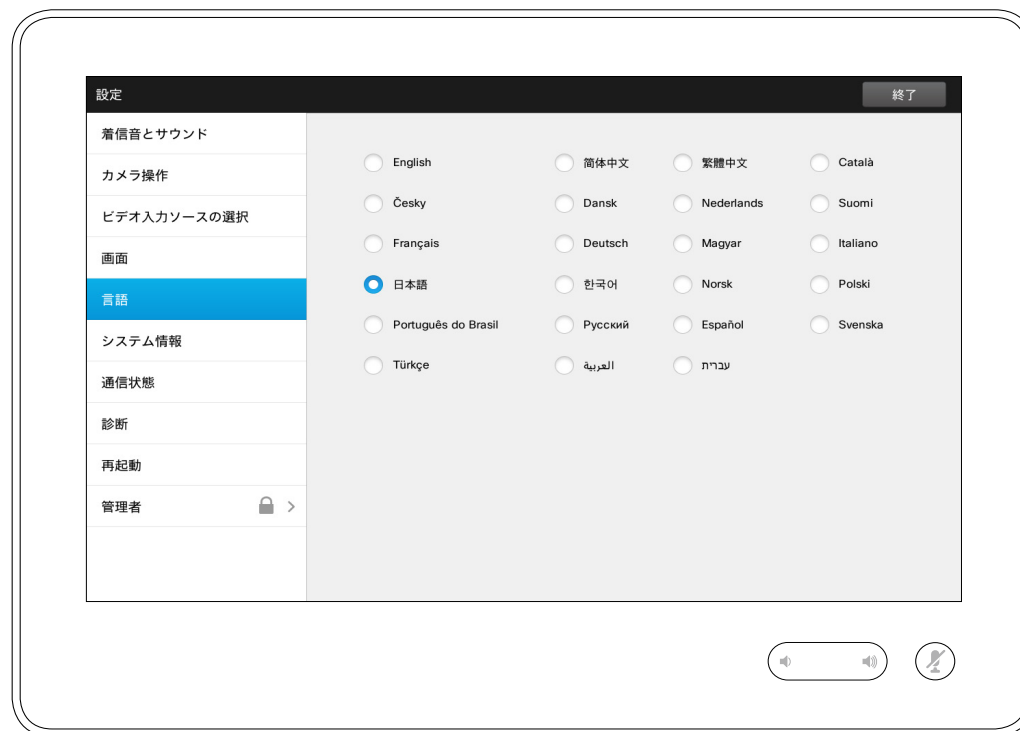 設定
終了
着信音とサウンド
カメラ操作
ビデオ入力ソースの選択
画面
言語
システム情報
通信状態
診断
再起動
管理者
English 简体中文 繁體中文 Català
Česky Dansk Nederlands Suomi
Français Deutsch Magyar Italiano
日本語 한국어 Norsk Polski
Português do Brasil Русский Español Svenska
Türkçe العربية עברית